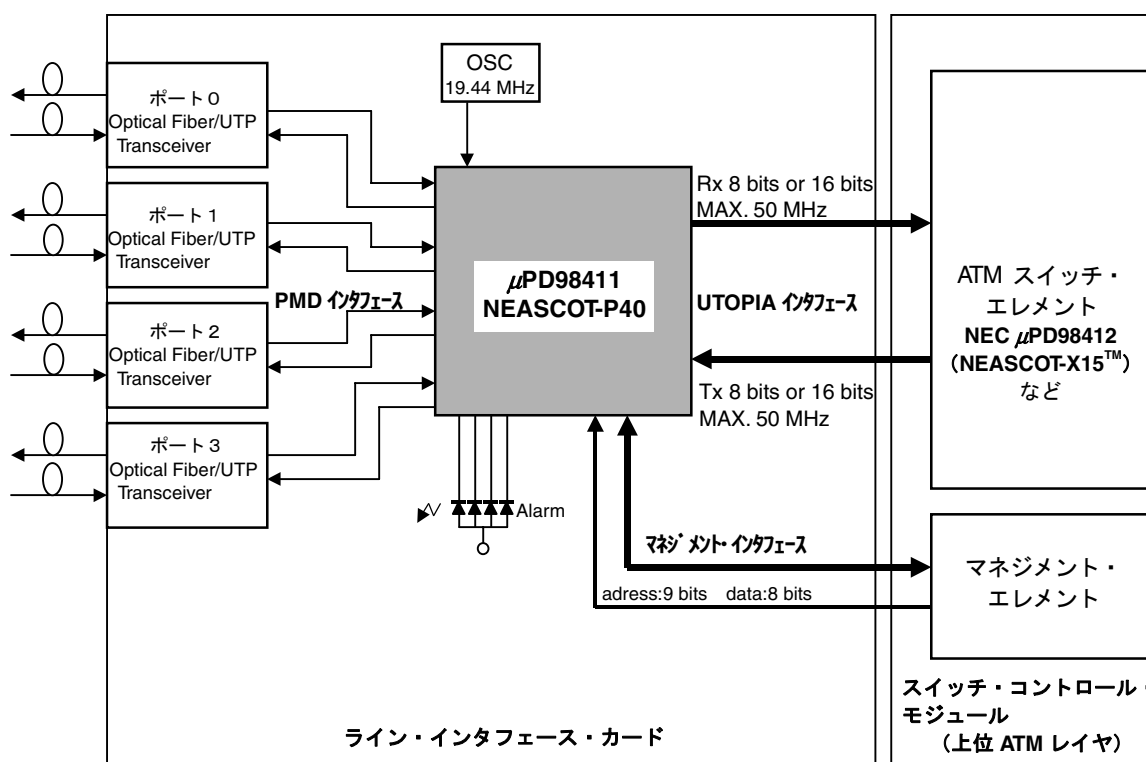 OSC
19.44 MHz
ポート0
Optical Fiber/UTP
Transceiver
ポート1
Optical Fiber/UTP
Transceiver
ポート2
Optical Fiber/UTP
Transceiver
ポート3
Optical Fiber/UTP
Transceiver
PMD インタフェース
μPD98411
NEASCOT-P40
Rx 8 bits or 16 bits
MAX. 50 MHz
UTOPIA インタフェース
Tx 8 bits or 16 bits
MAX. 50 MHz
ATM スイッチ・
エレメント
NEC μPD98412
(NEASCOT-X15TM)
など
Alarm
マネジメント・インタフェース
adress:9 bits data:8 bits
マネジメント・
エレメント
ライン・インタフェース・カード
スイッチ・コントロール・
モジュール
(上位 ATM レイヤ)